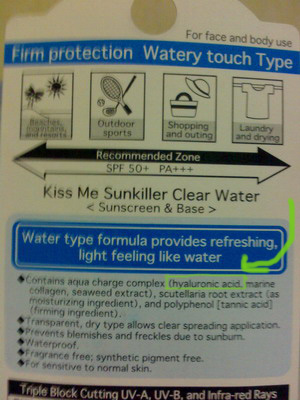 For face and body use
Firm protection Watery touch Type
Beaches,
mountains,
and resorts
Outdoor
sports
Shopping
and outing
Laundry
and drying
Recommended Zone
SPF 50+ PA+++
Kiss Me Sunkiller Clear Water
< Sunscreen & Base >
Water type formula provides refreshing,
light feeling like water
Contains aqua charge complex (hyaluronic acid, marine
collagen, seaweed extract), scutellaria root extract (as
moisturizing ingredient), and polyphenol [tannic acid]
(firming ingredient).
Transparent, dry type allows clear spreading application.
Prevents blemishes and freckles due to sunburn.
Waterproof.
Fragrance free; synthetic pigment free.
For sensitive to normal skin.
Triple Block Cutting UV-A, UV-B, and Infra-red Rays